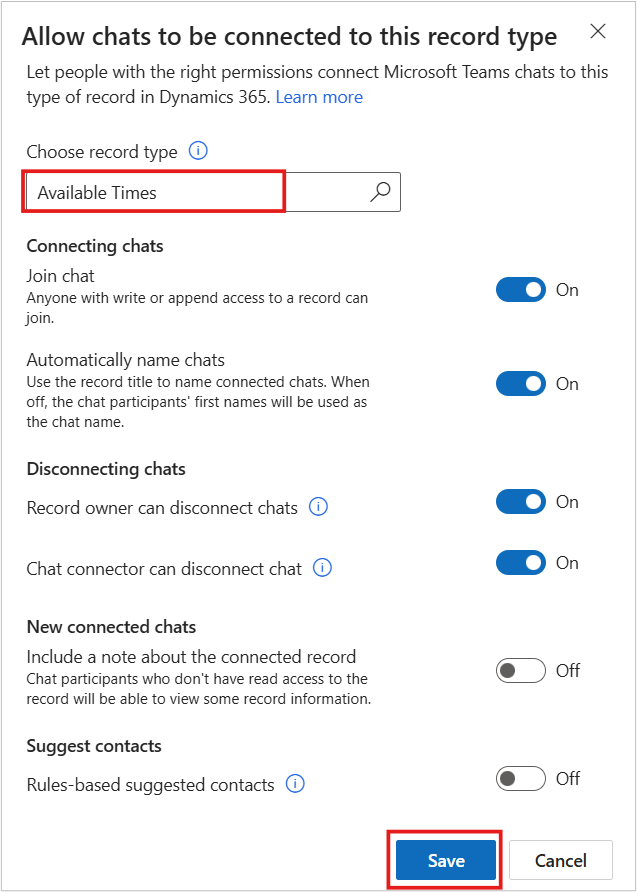 Allow chats to be connected to this record type
Let people with the right permissions connect Microsoft Teams chats to this
type of record in Dynamics 365. Learn more
Choose record type
Available Times
Connecting chats
Join chat
Anyone with write or append access to a record can
join.
On
Automatically name chats
Use the record title to name connected chats. When
off, the chat participants' first names will be used as
the chat name.
On
Disconnecting chats
Record owner can disconnect chats
On
Chat connector can disconnect chat
On
New connected chats
Include a note about the connected record
Chat participants who don't have read access to the
record will be able to view some record information.
Off
Suggest contacts
Rules-based suggested contacts
Off
Save
Cancel